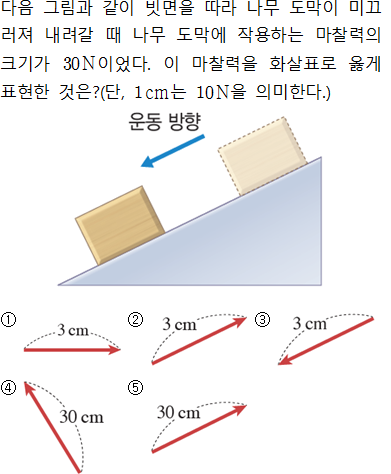 다음 그림과 같이 빗면을 따라 나무 도막이 미끄
러져 내려갈 때 나무 도막에 작용하는 마찰력의
크기가 30N이었다. 이 마찰력을 화살표로 옳게
표현한 것은?(단, 1cm는 10N을 의미한다.)
운동 방향
① 3 cm ② 3 cm ③ 3 cm
④ 30 cm ⑤ 30 cm